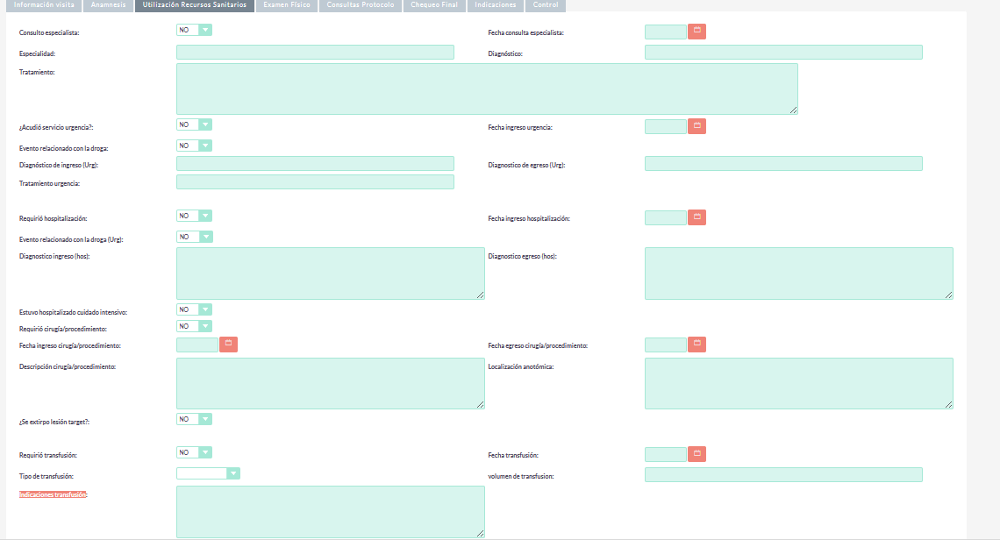 Información visita Anamnesis Utilización Recursos Sanitarios Examen Físico Consultas Protocolo Chequeo Final Indicaciones Control
Consulto especialista: NO Fecha consulta especialista:
Especialidad: Diagnóstico:
Tratamiento:
¿Acudió servicio urgencia?: NO Fecha ingreso urgencia:
Evento relacionado con la droga: NO
Diagnóstico de ingreso (Urg): Diagnostico de egreso (Urg):
Tratamiento urgencia:
Requirió hospitalización: NO Fecha ingreso hospitalización:
Evento relacionado con la droga (Urg): NO
Diagnostico ingreso (hos): Diagnostico egreso (hos):
Estuvo hospitalizado cuidado intensivo: NO
Requirió cirugía/procedimiento: NO
Fecha ingreso cirugía/procedimiento: Fecha egreso cirugía/procedimiento:
Descripción cirugía/procedimiento: Localización anotómica:
¿Se extirpo lesión target?: NO
Requirió transfusión: NO Fecha transfusión:
Tipo de transfusión: volumen de transfusion:
Indicaciones transfusión: